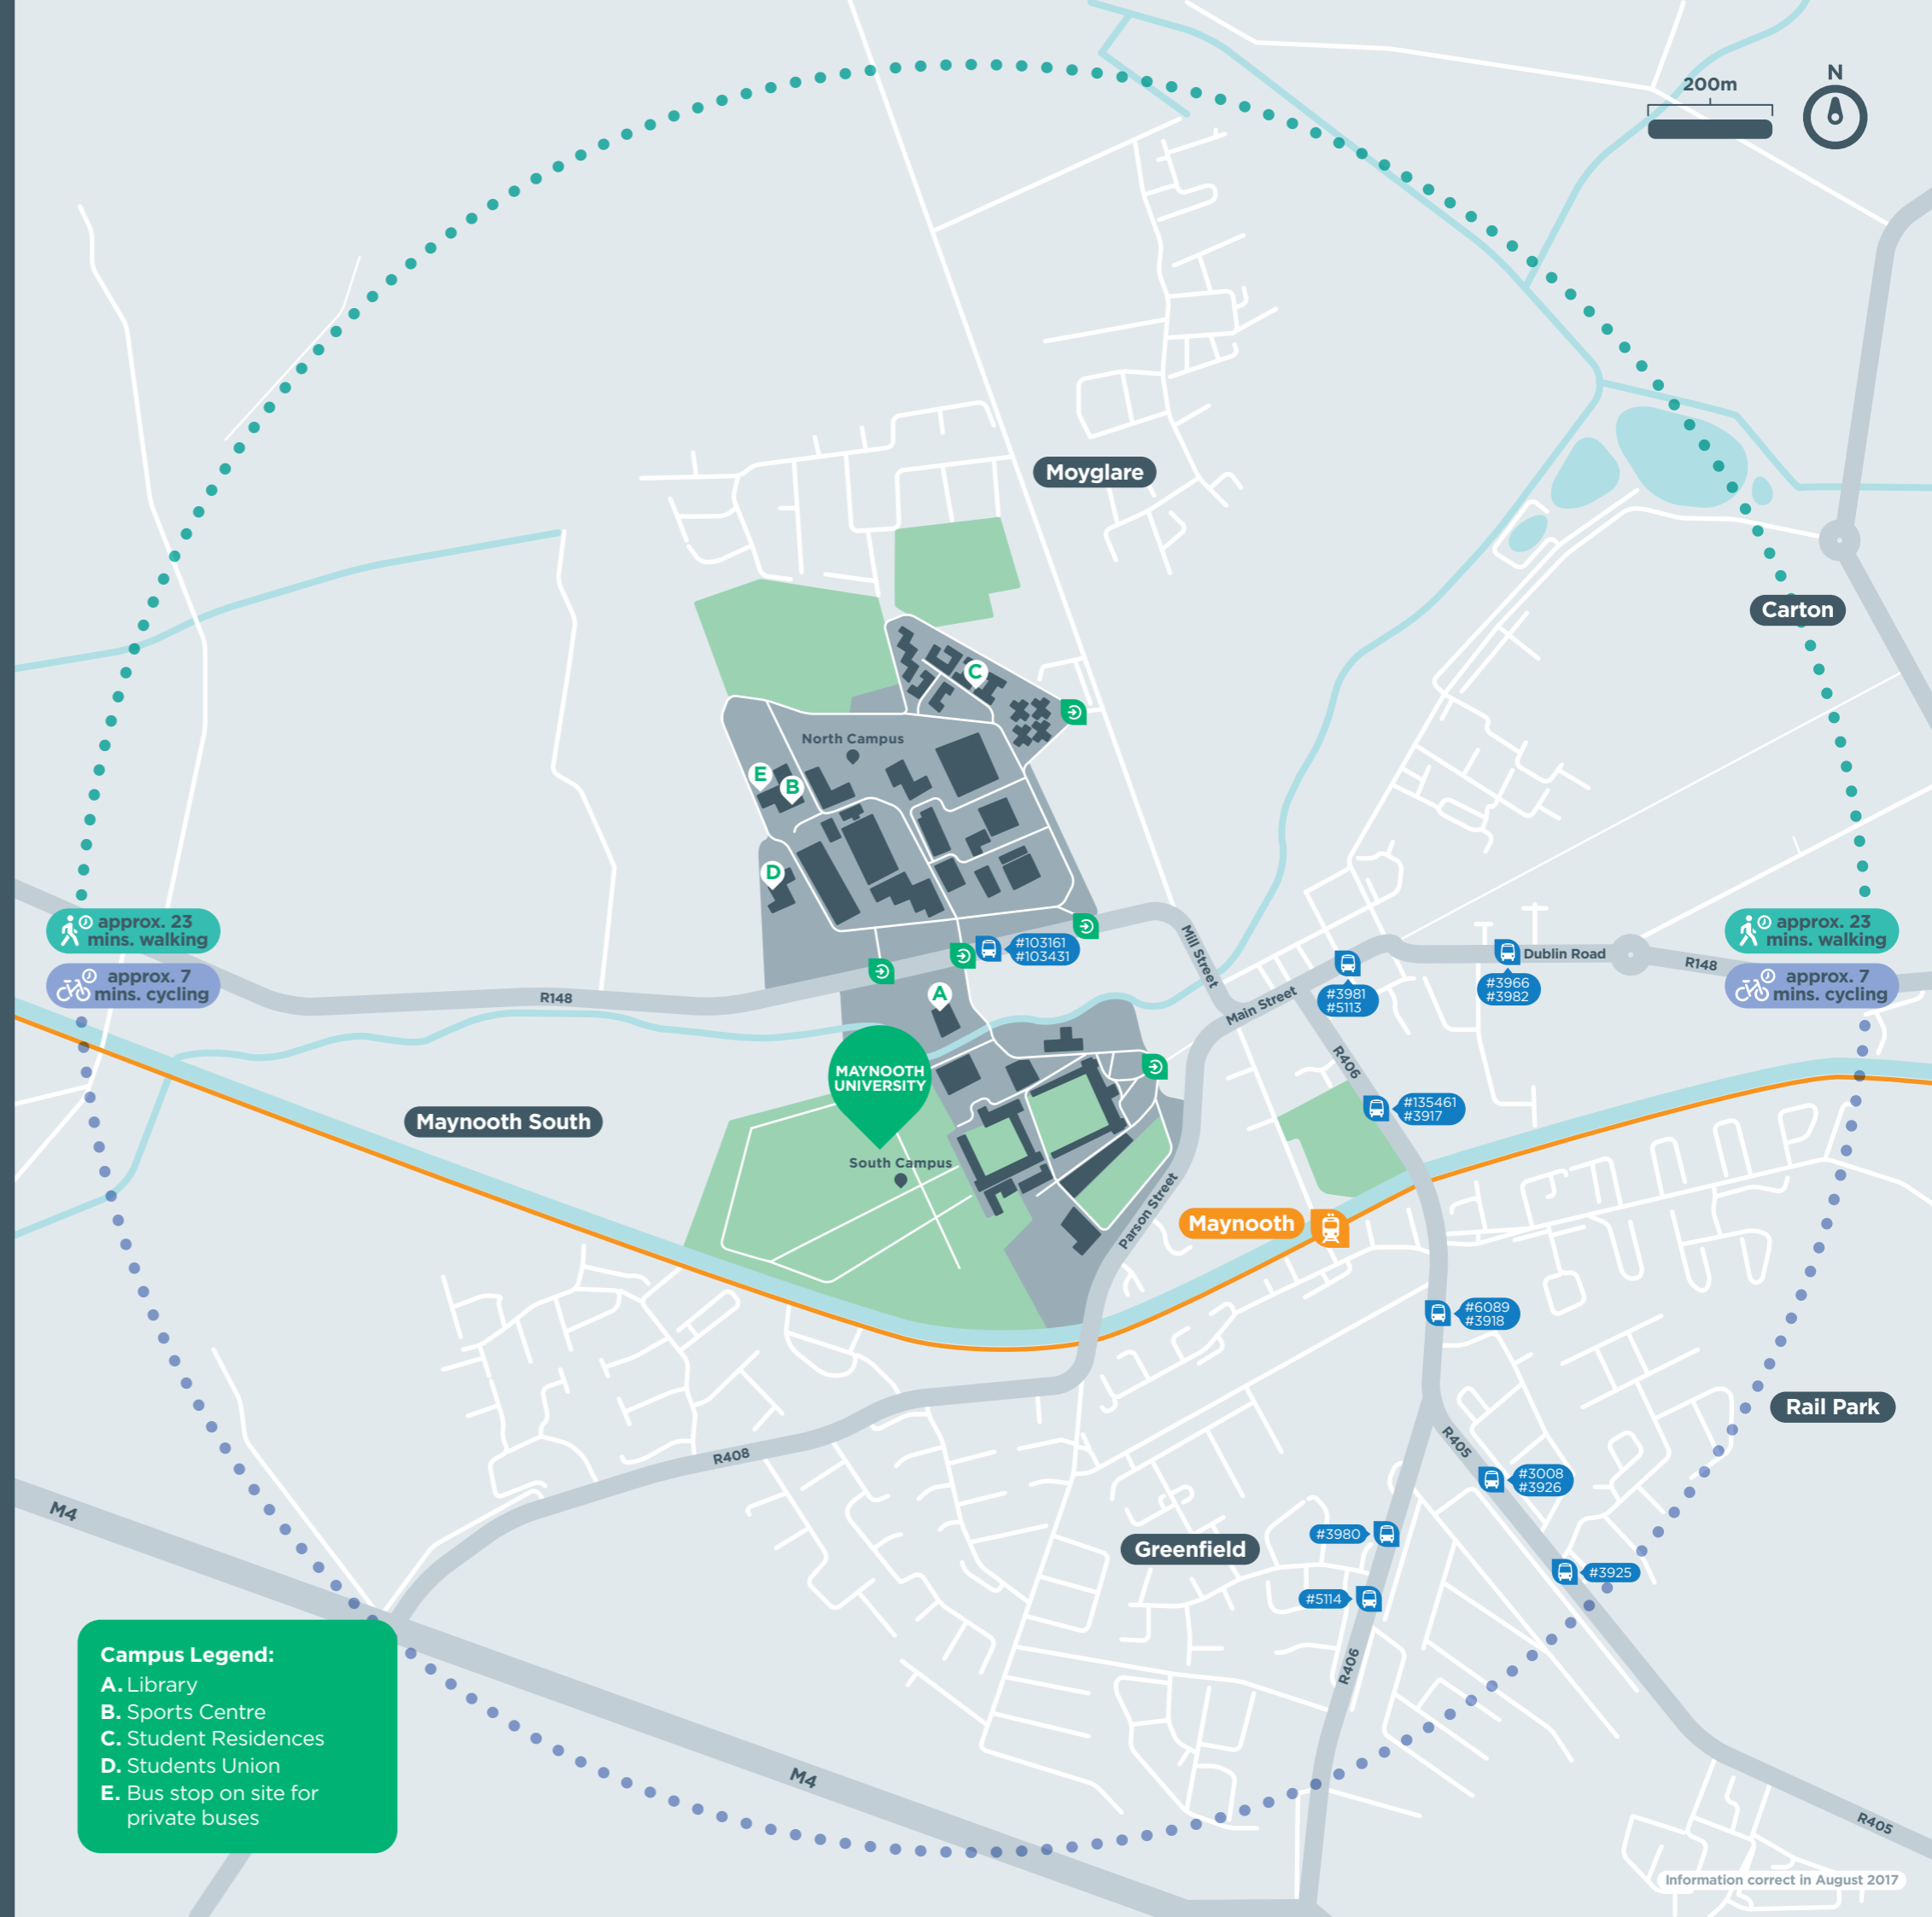 200m
N
Moyglare
Carton
C
North Campus
E
B
D
approx. 23
mins. walking
approx. 7
mins. cycling
R148
#103161
#103431
A
Mill Street
Main Street
#3981
#5113
Dublin Road
#3966
#3982
R148
approx. 23
mins. walking
approx. 7
mins. cycling
MAYNOOTH
UNIVERSITY
R406
#135461
#3917
Maynooth South
South Campus
Parson Street
Maynooth
#6089
#3918
Rail Park
R408
R405
#3008
#3926
M4
#3980
Greenfield
#3925
#5114
R406
M4
R405
Campus Legend:
A. Library
B. Sports Centre
C. Student Residences
D. Students Union
E. Bus stop on site for
private buses
Information correct in August 2017